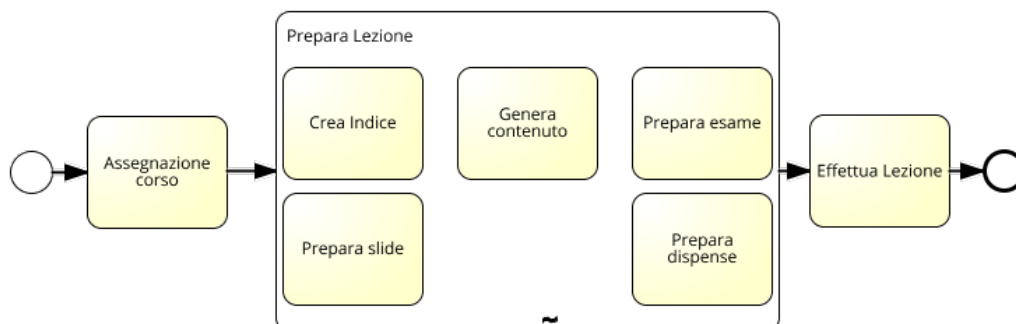 Prepara Lezione
Assegnazione
corso
Crea Indice
Genera
contenuto
Prepara esame
Prepara slide
Prepara
dispense
Effettua Lezione
~